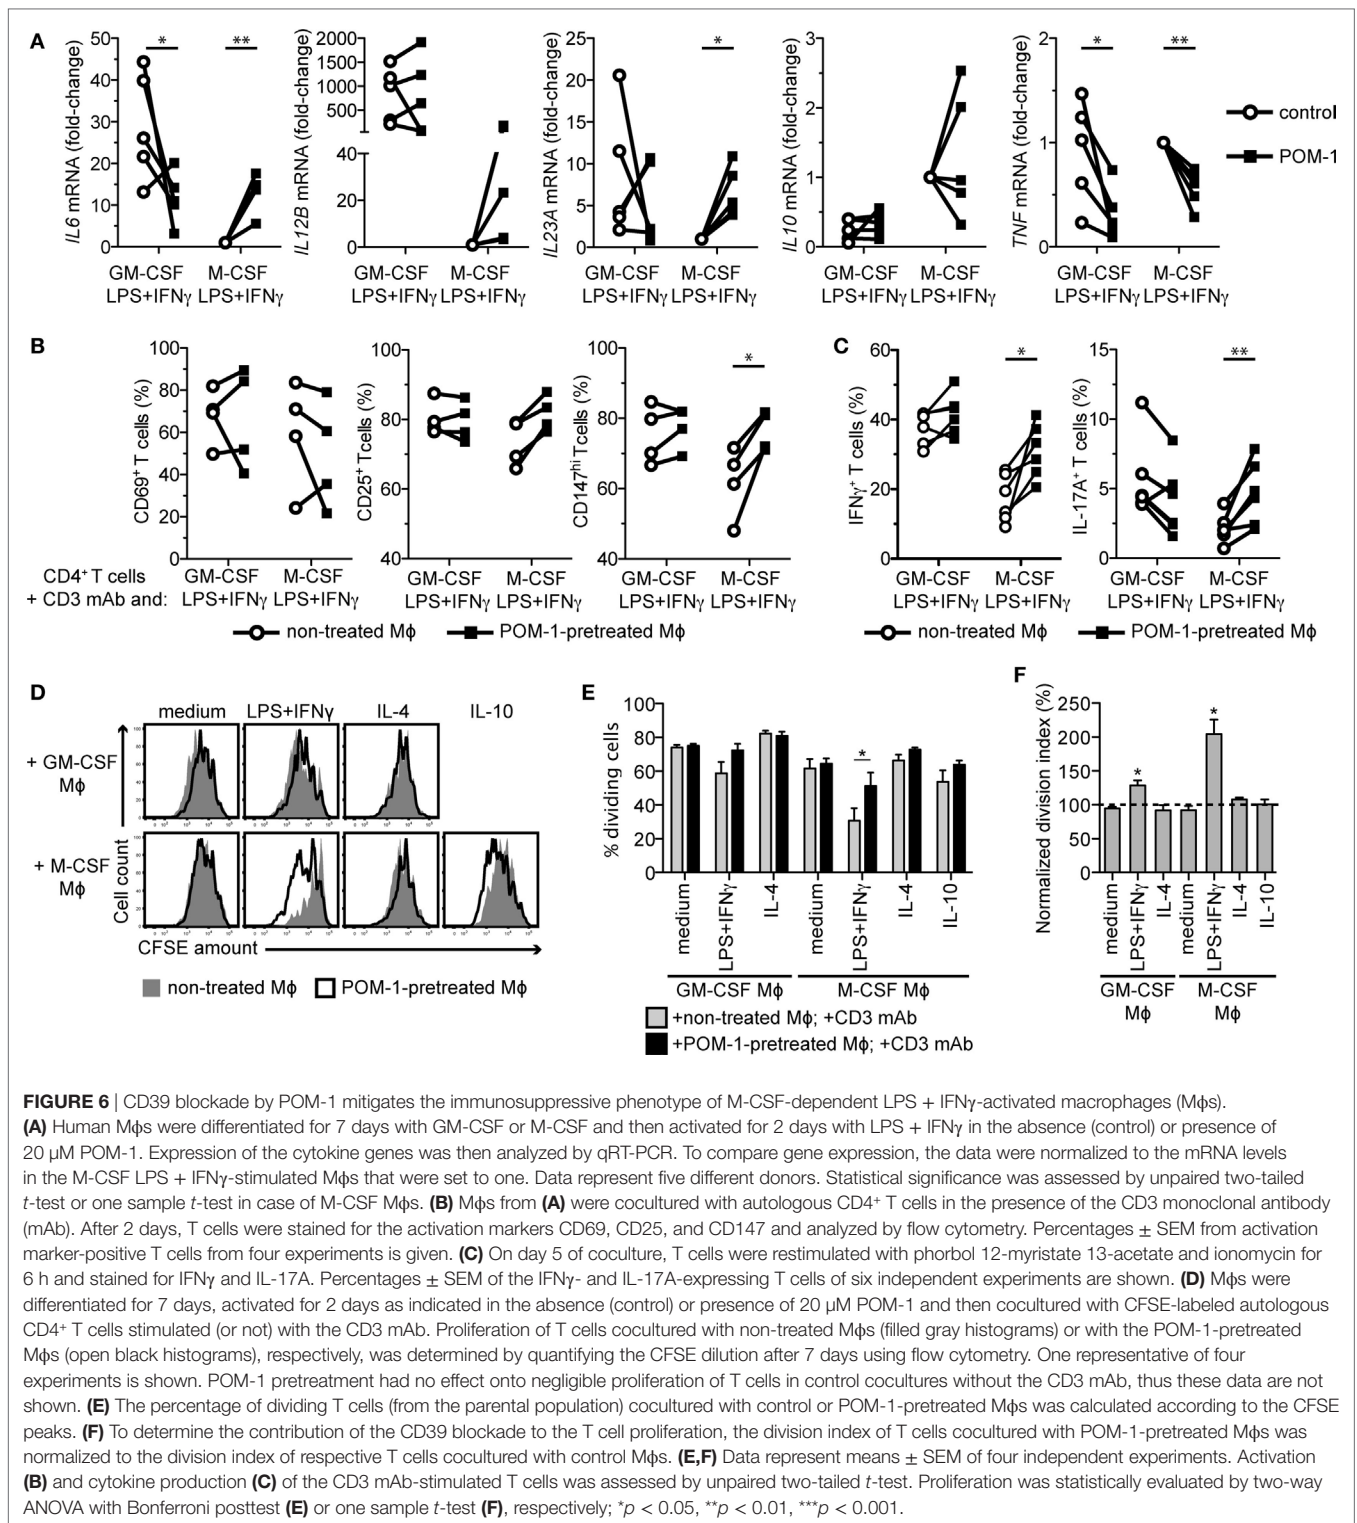 A
IL6 mRNA (fold-change)
50
40
30
20
10
0
*
**
GM-CSF M-CSF
LPS+IFNγ LPS+IFNγ
IL12B mRNA (fold-change)
2000
1500
1000
500
40
20
0
GM-CSF M-CSF
LPS+IFNγ LPS+IFNγ
IL23A mRNA (fold-change)
25
20
15
10
5
0
*
GM-CSF M-CSF
LPS+IFNγ LPS+IFNγ
IL10 mRNA (fold-change)
3
2
1
0
GM-CSF M-CSF
LPS+IFNγ LPS+IFNγ
TNF mRNA (fold-change)
2
1
0
*
**
GM-CSF M-CSF
LPS+IFNγ LPS+IFNγ
control
POM-1
B
CD69⁺ T cells (%)
100
80
60
40
20
0
CD4⁺ T cells
+ CD3 mAb and:
GM-CSF M-CSF
LPS+IFNγ LPS+IFNγ
CD25⁺ Tcells (%)
100
80
60
40
GM-CSF M-CSF
LPS+IFNγ LPS+IFNγ
CD147ʰⁱ T cells (%)
100
80
60
40
*
GM-CSF M-CSF
LPS+IFNγ LPS+IFNγ
non-treated Mϕ POM-1-pretreated Mϕ
C
IFNγ⁺ T cells (%)
60
40
20
0
*
GM-CSF M-CSF
LPS+IFNγ LPS+IFNγ
IL-17A⁺ T cells (%)
15
10
5
0
**
GM-CSF M-CSF
LPS+IFNγ LPS+IFNγ
non-treated Mϕ POM-1-pretreated Mϕ
D
medium LPS+IFNγ IL-4 IL-10
+ GM-CSF
Mϕ
+ M-CSF
Mϕ
Cell count
CFSE amount
non-treated Mϕ POM-1-pretreated Mϕ
E
% dividing cells
100
80
60
40
20
0
*
medium
LPS+IFNγ
IL-4
medium
LPS+IFNγ
IL-4
IL-10
GM-CSF Mϕ M-CSF Mϕ
+non-treated Mϕ; +CD3 mAb
+POM-1-pretreated Mϕ; +CD3 mAb
F
Normalized division index (%)
250
200
150
100
50
0
*
*
medium
LPS+IFNγ
IL-4
medium
LPS+IFNγ
IL-4
IL-10
GM-CSF M-CSF
Mϕ Mϕ
FIGURE 6 | CD39 blockade by POM-1 mitigates the immunosuppressive phenotype of M-CSF-dependent LPS + IFNγ-activated macrophages (Mϕs).
(A) Human Mϕs were differentiated for 7 days with GM-CSF or M-CSF and then activated for 2 days with LPS + IFNγ in the absence (control) or presence of
20 μM POM-1. Expression of the cytokine genes was then analyzed by qRT-PCR. To compare gene expression, the data were normalized to the mRNA levels
in the M-CSF LPS + IFNγ-stimulated Mϕs that were set to one. Data represent five different donors. Statistical significance was assessed by unpaired two-tailed
t-test or one sample t-test in case of M-CSF Mϕs. (B) Mϕs from (A) were cocultured with autologous CD4⁺ T cells in the presence of the CD3 monoclonal antibody
(mAb). After 2 days, T cells were stained for the activation markers CD69, CD25, and CD147 and analyzed by flow cytometry. Percentages ± SEM from activation
marker-positive T cells from four experiments is given. (C) On day 5 of coculture, T cells were restimulated with phorbol 12-myristate 13-acetate and ionomycin for
6 h and stained for IFNγ and IL-17A. Percentages ± SEM of the IFNγ- and IL-17A-expressing T cells of six independent experiments are shown. (D) Mϕs were
differentiated for 7 days, activated for 2 days as indicated in the absence (control) or presence of 20 μM POM-1 and then cocultured with CFSE-labeled autologous
CD4⁺ T cells stimulated (or not) with the CD3 mAb. Proliferation of T cells cocultured with non-treated Mϕs (filled gray histograms) or with the POM-1-pretreated
Mϕs (open black histograms), respectively, was determined by quantifying the CFSE dilution after 7 days using flow cytometry. One representative of four
experiments is shown. POM-1 pretreatment had no effect onto negligible proliferation of T cells in control cocultures without the CD3 mAb, thus these data are not
shown. (E) The percentage of dividing T cells (from the parental population) cocultured with control or POM-1-pretreated Mϕs was calculated according to the CFSE
peaks. (F) To determine the contribution of the CD39 blockade to the T cell proliferation, the division index of T cells cocultured with POM-1-pretreated Mϕs was
normalized to the division index of respective T cells cocultured with control Mϕs. (E,F) Data represent means ± SEM of four independent experiments. Activation
(B) and cytokine production (C) of the CD3 mAb-stimulated T cells was assessed by unpaired two-tailed t-test. Proliferation was statistically evaluated by two-way
ANOVA with Bonferroni posttest (E) or one sample t-test (F), respectively; *p < 0.05, **p < 0.01, ***p < 0.001.